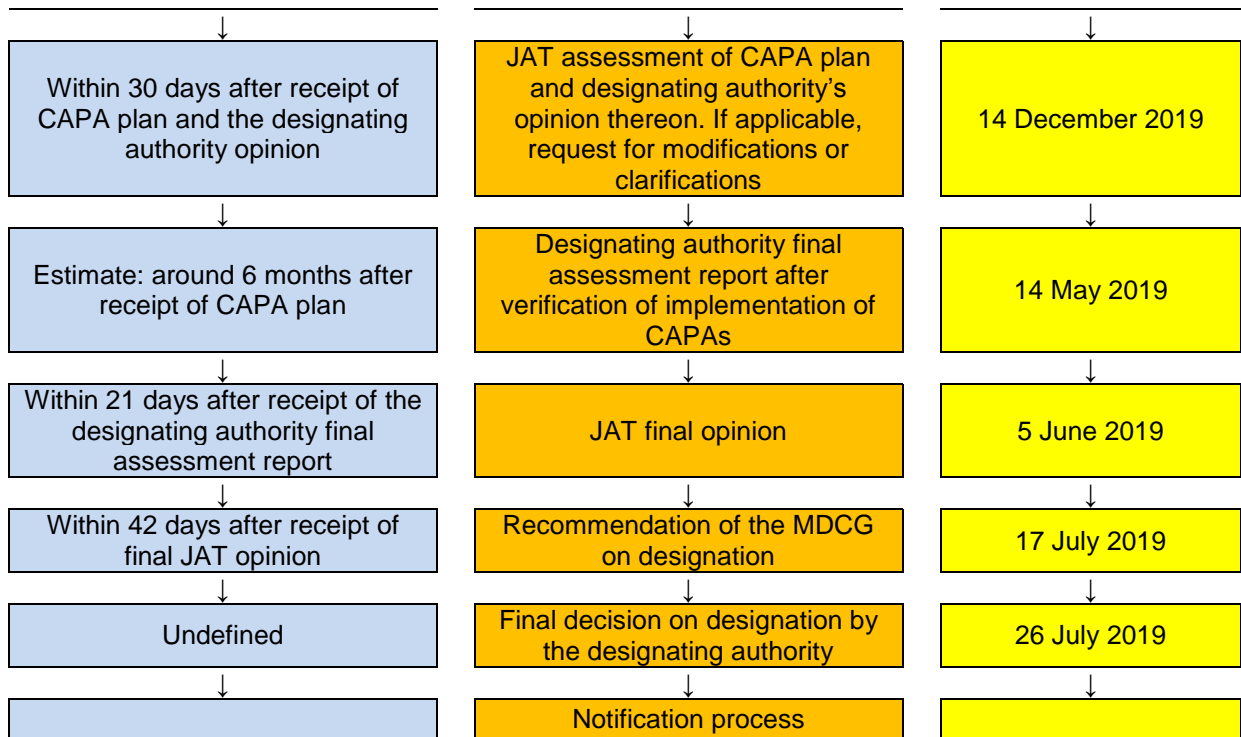 ↓ ↓ ↓
Within 30 days after receipt of
CAPA plan and the designating
authority opinion
JAT assessment of CAPA plan
and designating authority's
opinion thereon. If applicable,
request for modifications or
clarifications
14 December 2019
↓ ↓ ↓
Estimate: around 6 months after
receipt of CAPA plan
Designating authority final
assessment report after
verification of implementation of
CAPAs
14 May 2019
↓ ↓ ↓
Within 21 days after receipt of the
designating authority final
assessment report
JAT final opinion
5 June 2019
↓ ↓ ↓
Within 42 days after receipt of
final JAT opinion
Recommendation of the MDCG
on designation
17 July 2019
↓ ↓ ↓
Undefined
Final decision on designation by
the designating authority
26 July 2019
↓ ↓ ↓
Notification process